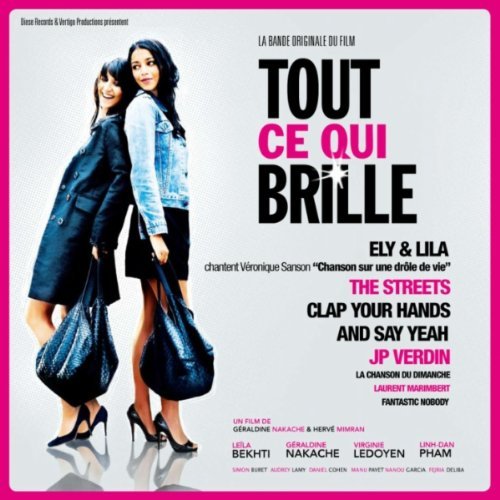 Diese Records & Vertigo Productions présentent
LA BANDE ORIGINALE DU FILM
TOUT
CE QUI
BRILLE
ELY & LILA
chantent Véronique Sanson "Chanson sur une drôle de vie"
THE STREETS
CLAP YOUR HANDS
AND SAY YEAH
JP VERDIN
LA CHANSON DU DIMANCHE
LAURENT MARIMBERT
FANTASTIC NOBODY
UN FILM DE
GÉRALDINE NAKACHE & HERVÉ MIMRAN
LEÏLA BEKHTI GÉRALDINE NAKACHE VIRGINIE LEDOYEN LINH-DAN PHAM
SIMON BURET AUDREY LAMY DANIEL COHEN MANU PAYET NANOU GARCIA FEJRIA DELIBA